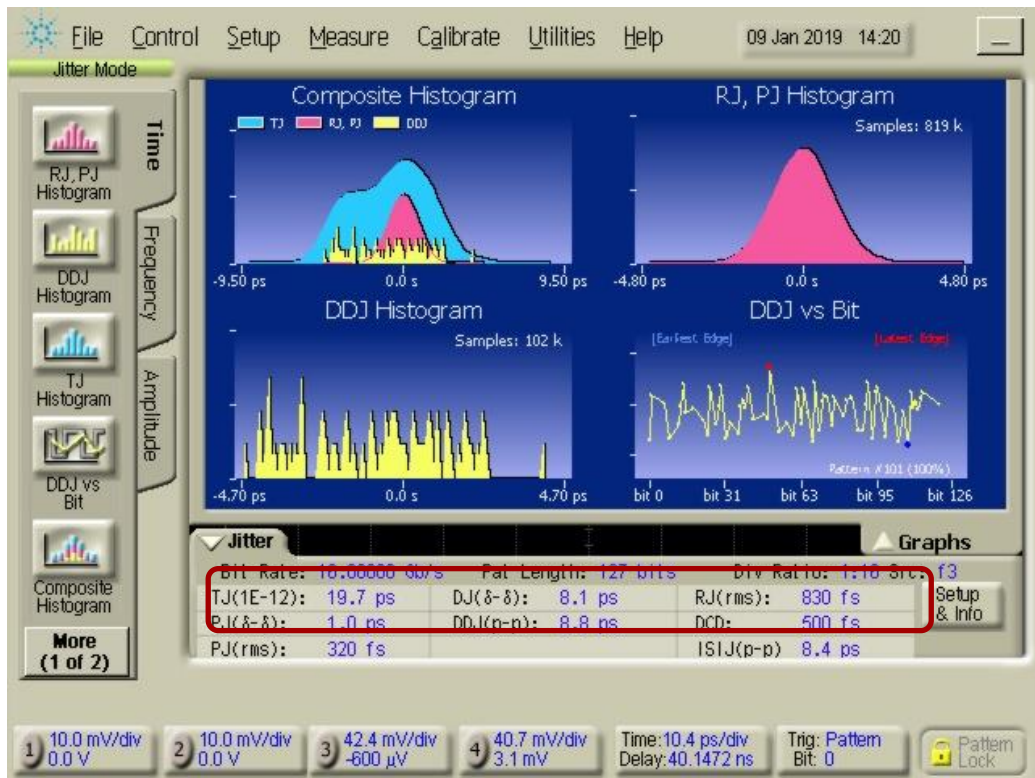 File Control Setup Measure Calibrate Utilities Help 09 Jan 2019 14:20
Jitter Mode
Time
Frequency
Amplitude
RJ, PJ
Histogram
DDJ
Histogram
TJ
Histogram
DDJ vs
Bit
Composite
Histogram
More
(1 of 2)
Composite Histogram
TJ RJ, PJ DDJ
-9.50 ps 0.0 s 9.50 ps
RJ, PJ Histogram
Samples: 819 k
-4.80 ps 0.0 s 4.80 ps
DDJ Histogram
Samples: 102 k
-4.70 ps 0.0 s 4.70 ps
DDJ vs Bit
[Earliest Edge] [Latest Edge]
Pattern #101 (100%)
bit 0 bit 31 bit 63 bit 95 bit 126
Jitter Graphs
Bit Rate: 10.00000 Gb/s Pat Length: 127 bits Div Ratio: 1:10 Src: f3
TJ(1E-12): 19.7 ps DJ(δ-δ): 8.1 ps RJ(rms): 830 fs
PJ(δ-δ): 1.0 ps DDJ(p-p): 8.8 ps DCD: 500 fs
PJ(rms): 320 fs ISIJ(p-p) 8.4 ps
Setup
& Info
1 10.0 mV/div
0.0 V
2 10.0 mV/div
0.0 V
3 42.4 mV/div
-600 µV
4 40.7 mV/div
3.1 mV
Time:10.4 ps/div
Delay:40.1472 ns
Trig: Pattern
Bit: 0
Pattern
Lock